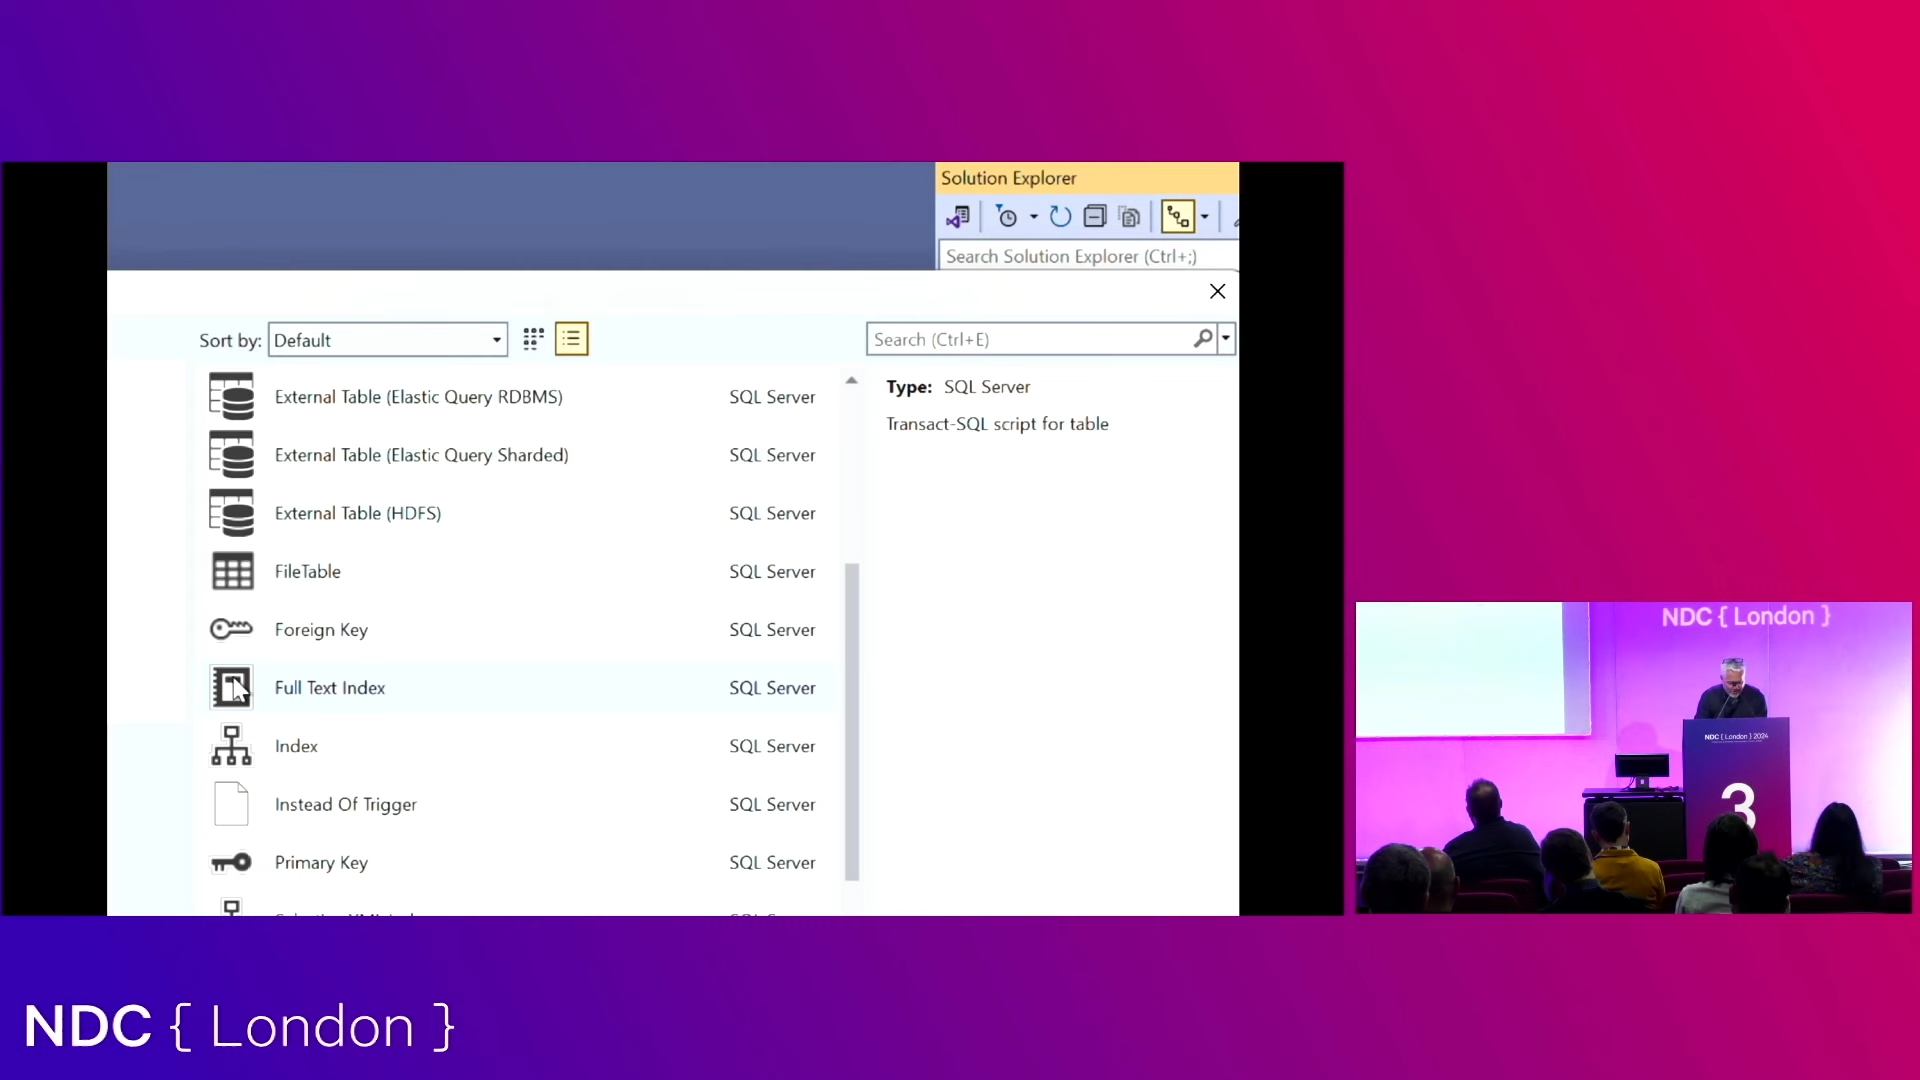 Solution Explorer
Search Solution Explorer (Ctrl+;)
Sort by: Default
Search (Ctrl+E)
External Table (Elastic Query RDBMS) SQL Server
Type: SQL Server
Transact-SQL script for table
External Table (Elastic Query Sharded) SQL Server
External Table (HDFS) SQL Server
FileTable SQL Server
Foreign Key SQL Server
Full Text Index SQL Server
Index SQL Server
Instead Of Trigger SQL Server
Primary Key SQL Server
NDC { London }
NDC { London } 2024
3
NDC { London }